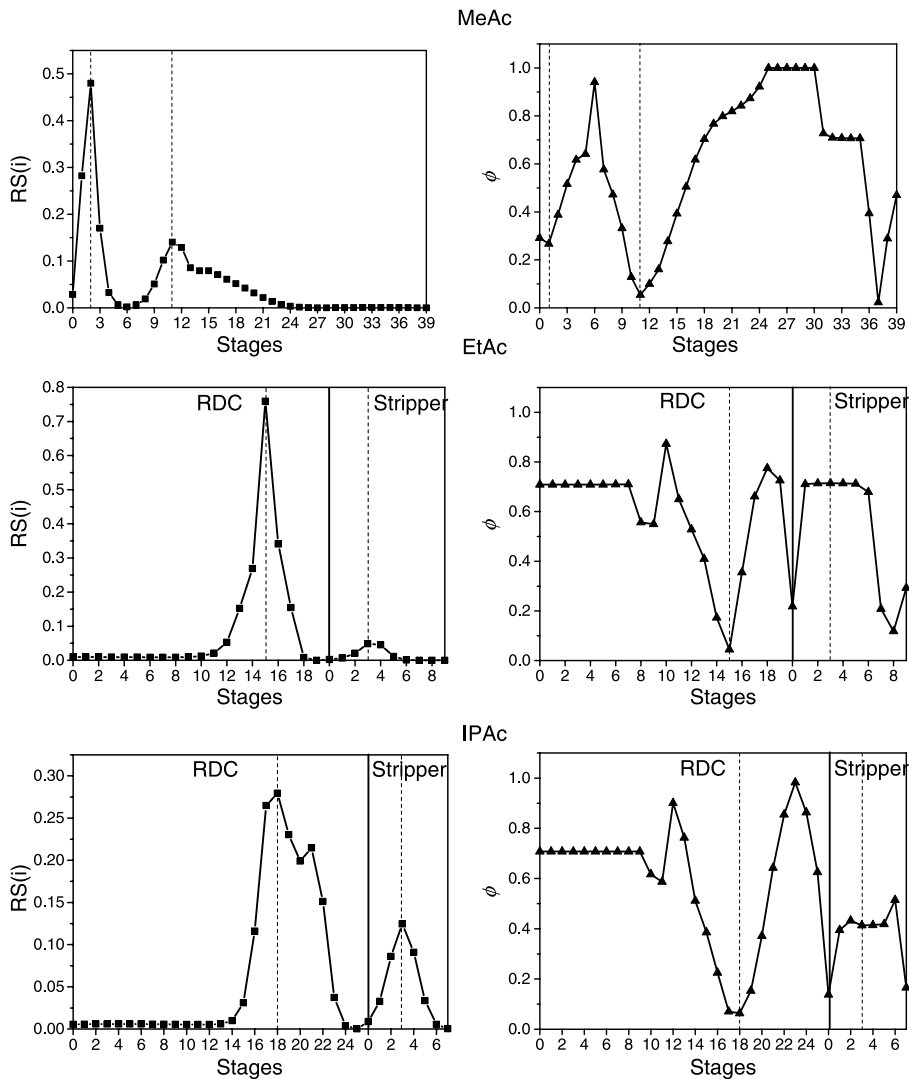 MeAc
RS(i)
0.5
0.4
0.3
0.2
0.1
0.0
0 3 6 9 12 15 18 21 24 27 30 33 36 39
Stages
ϕ
1.0
0.8
0.6
0.4
0.2
0.0
0 3 6 9 12 15 18 21 24 27 30 33 36 39
Stages
EtAc
RS(i)
0.8
0.7
0.6
0.5
0.4
0.3
0.2
0.1
0.0
RDC Stripper
0 2 4 6 8 10 12 14 16 18 0 2 4 6 8
Stages
ϕ
1.0
0.8
0.6
0.4
0.2
0.0
RDC Stripper
0 2 4 6 8 10 12 14 16 18 0 2 4 6 8
Stages
IPAc
RS(i)
0.30
0.25
0.20
0.15
0.10
0.05
0.00
RDC Stripper
0 2 4 6 8 10 12 14 16 18 20 22 24 0 2 4 6
Stages
ϕ
1.0
0.8
0.6
0.4
0.2
0.0
RDC Stripper
0 2 4 6 8 10 12 14 16 18 20 22 24 0 2 4 6
Stages